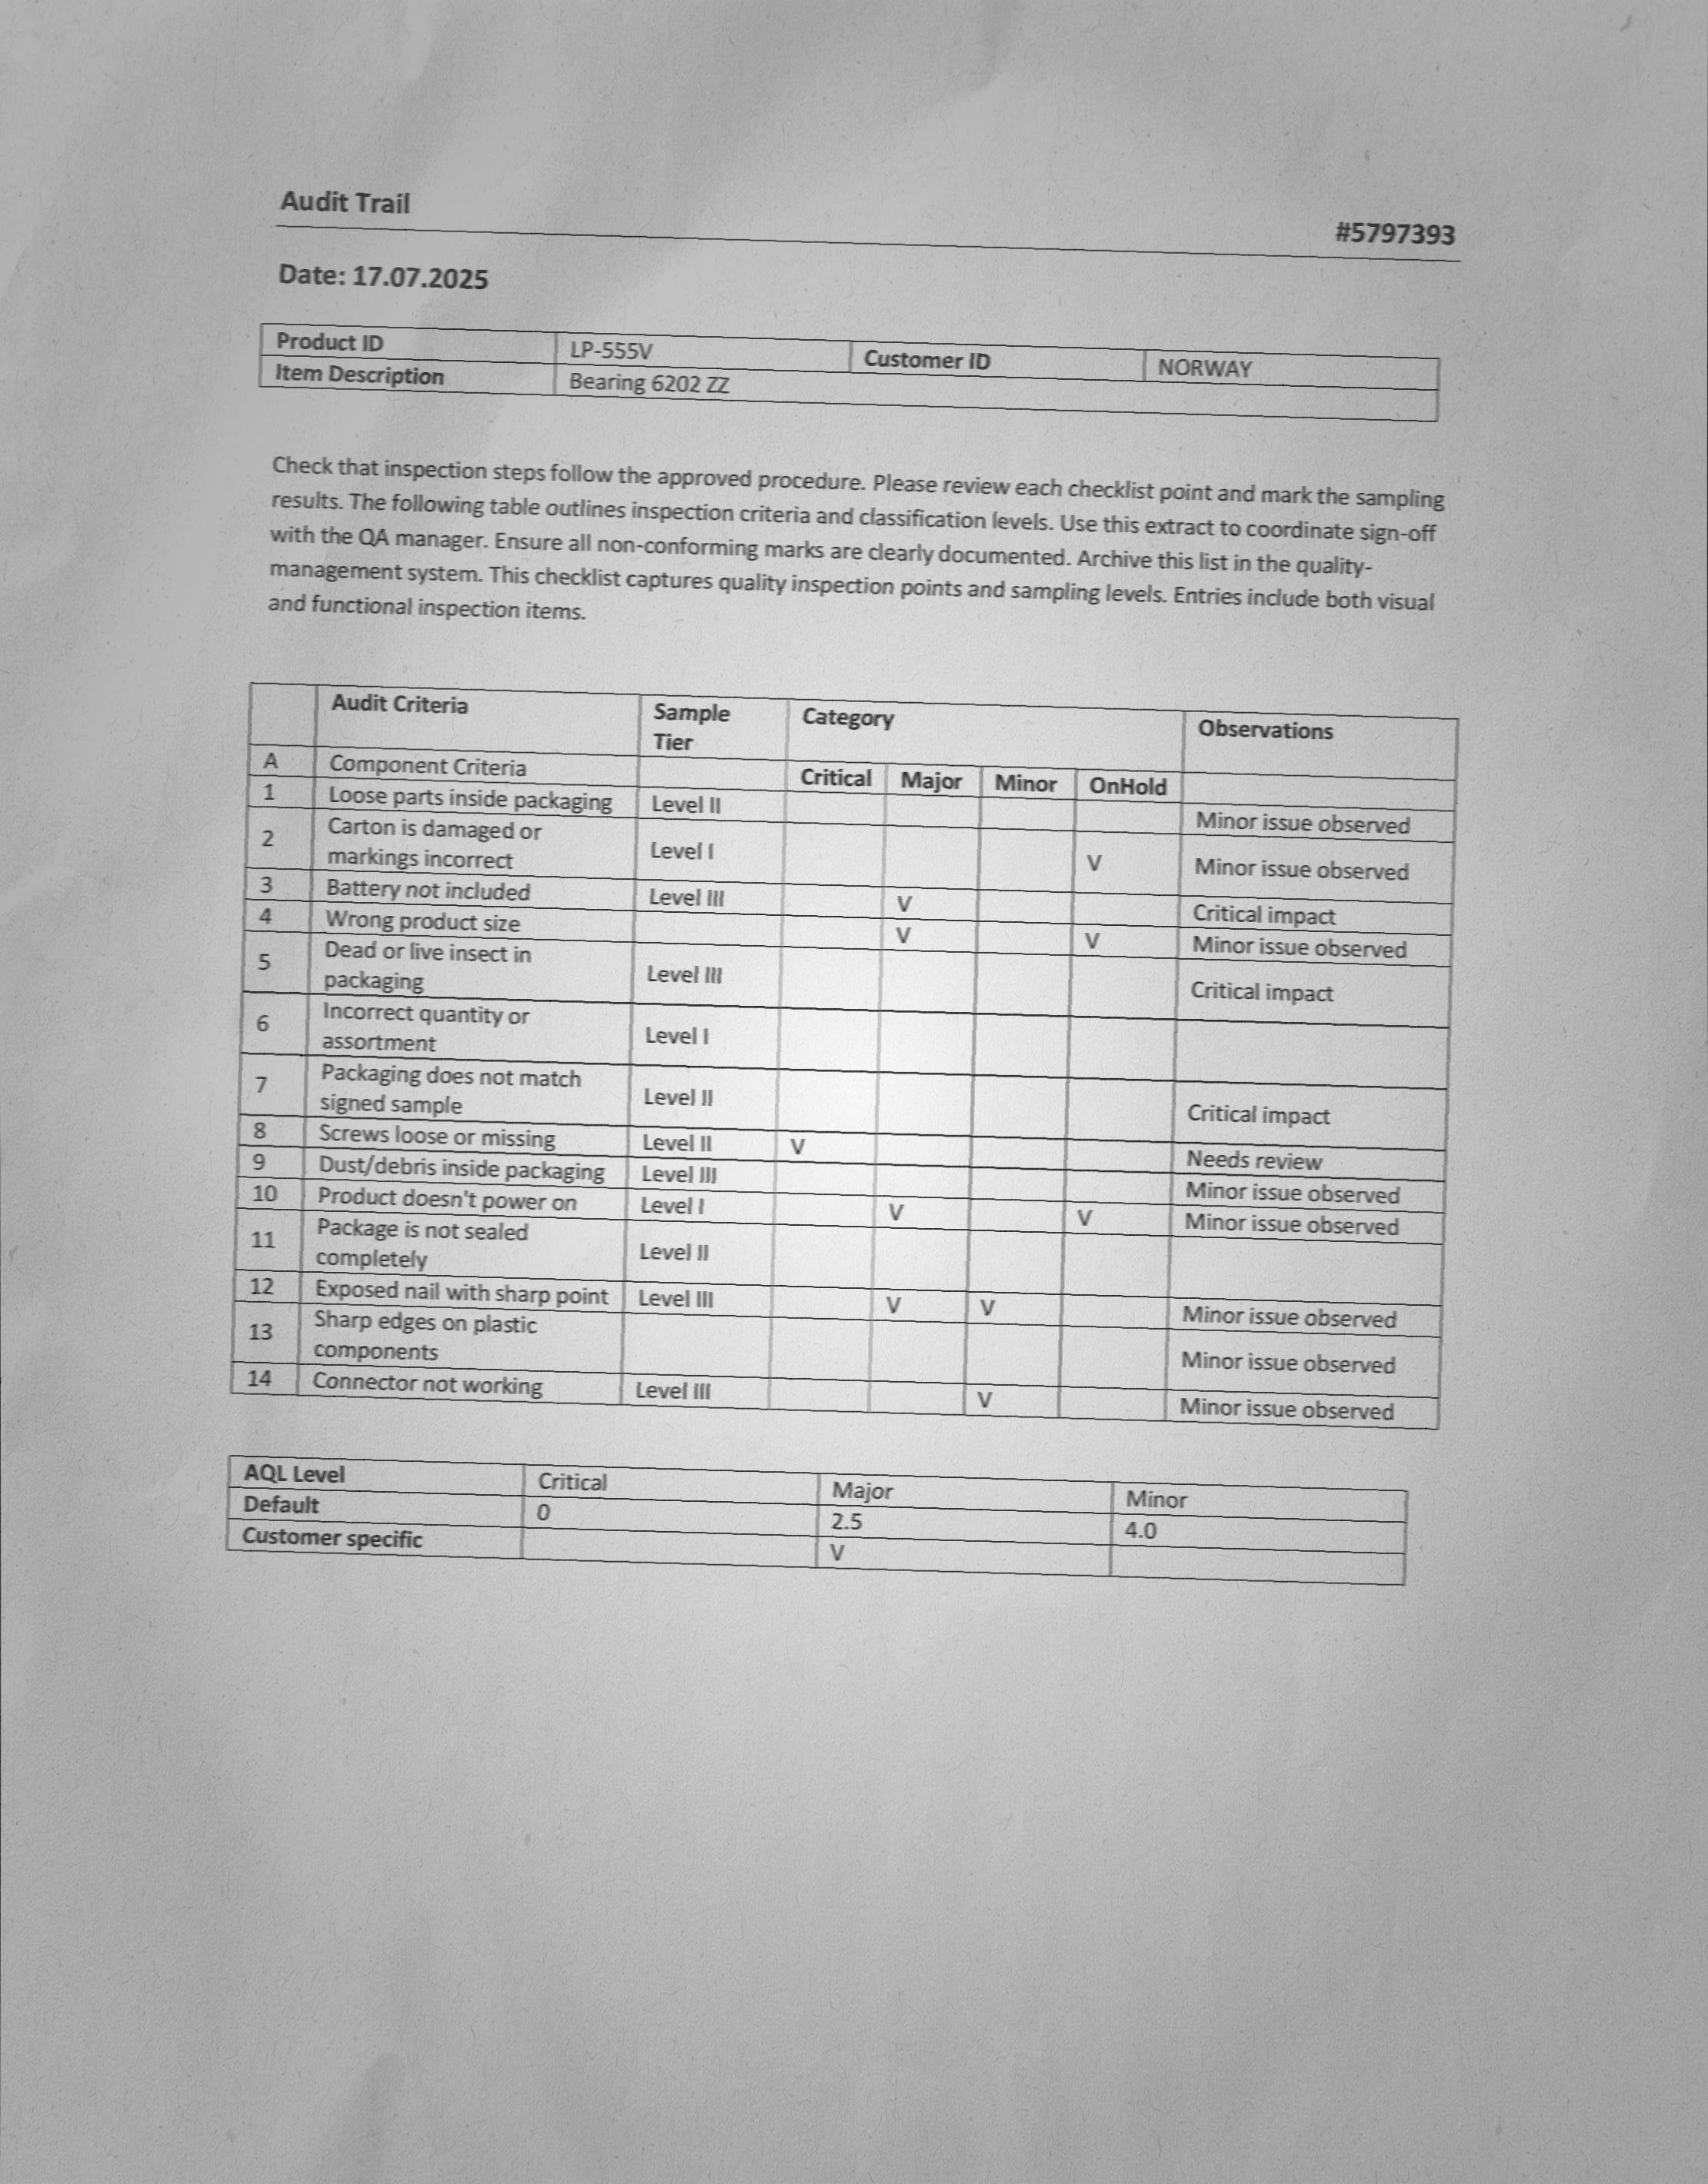 Audit Trail
#5797393
Date: 17.07.2025
Product ID LP-555V Customer ID NORWAY
Item Description Bearing 6202 ZZ
Check that inspection steps follow the approved procedure. Please review each checklist point and mark the sampling
results. The following table outlines inspection criteria and classification levels. Use this extract to coordinate sign-off
with the QA manager. Ensure all non-conforming marks are clearly documented. Archive this list in the quality-
management system. This checklist captures quality inspection points and sampling levels. Entries include both visual
and functional inspection items.
Audit Criteria Sample Category Observations
Tier
A Component Criteria Critical Major Minor OnHold
1 Loose parts inside packaging Level II Minor issue observed
2 Carton is damaged or
markings incorrect Level I V Minor issue observed
3 Battery not included Level III V Critical impact
4 Wrong product size V V Minor issue observed
5 Dead or live insect in
packaging Level III Critical impact
6 Incorrect quantity or
assortment Level I
7 Packaging does not match
signed sample Level II Critical impact
8 Screws loose or missing Level II V Needs review
9 Dust/debris inside packaging Level III Minor issue observed
10 Product doesn't power on Level I V V Minor issue observed
11 Package is not sealed
completely Level II
12 Exposed nail with sharp point Level III V V Minor issue observed
13 Sharp edges on plastic
components Minor issue observed
14 Connector not working Level III V Minor issue observed
AQL Level Critical Major Minor
Default 0 2.5 4.0
Customer specific V